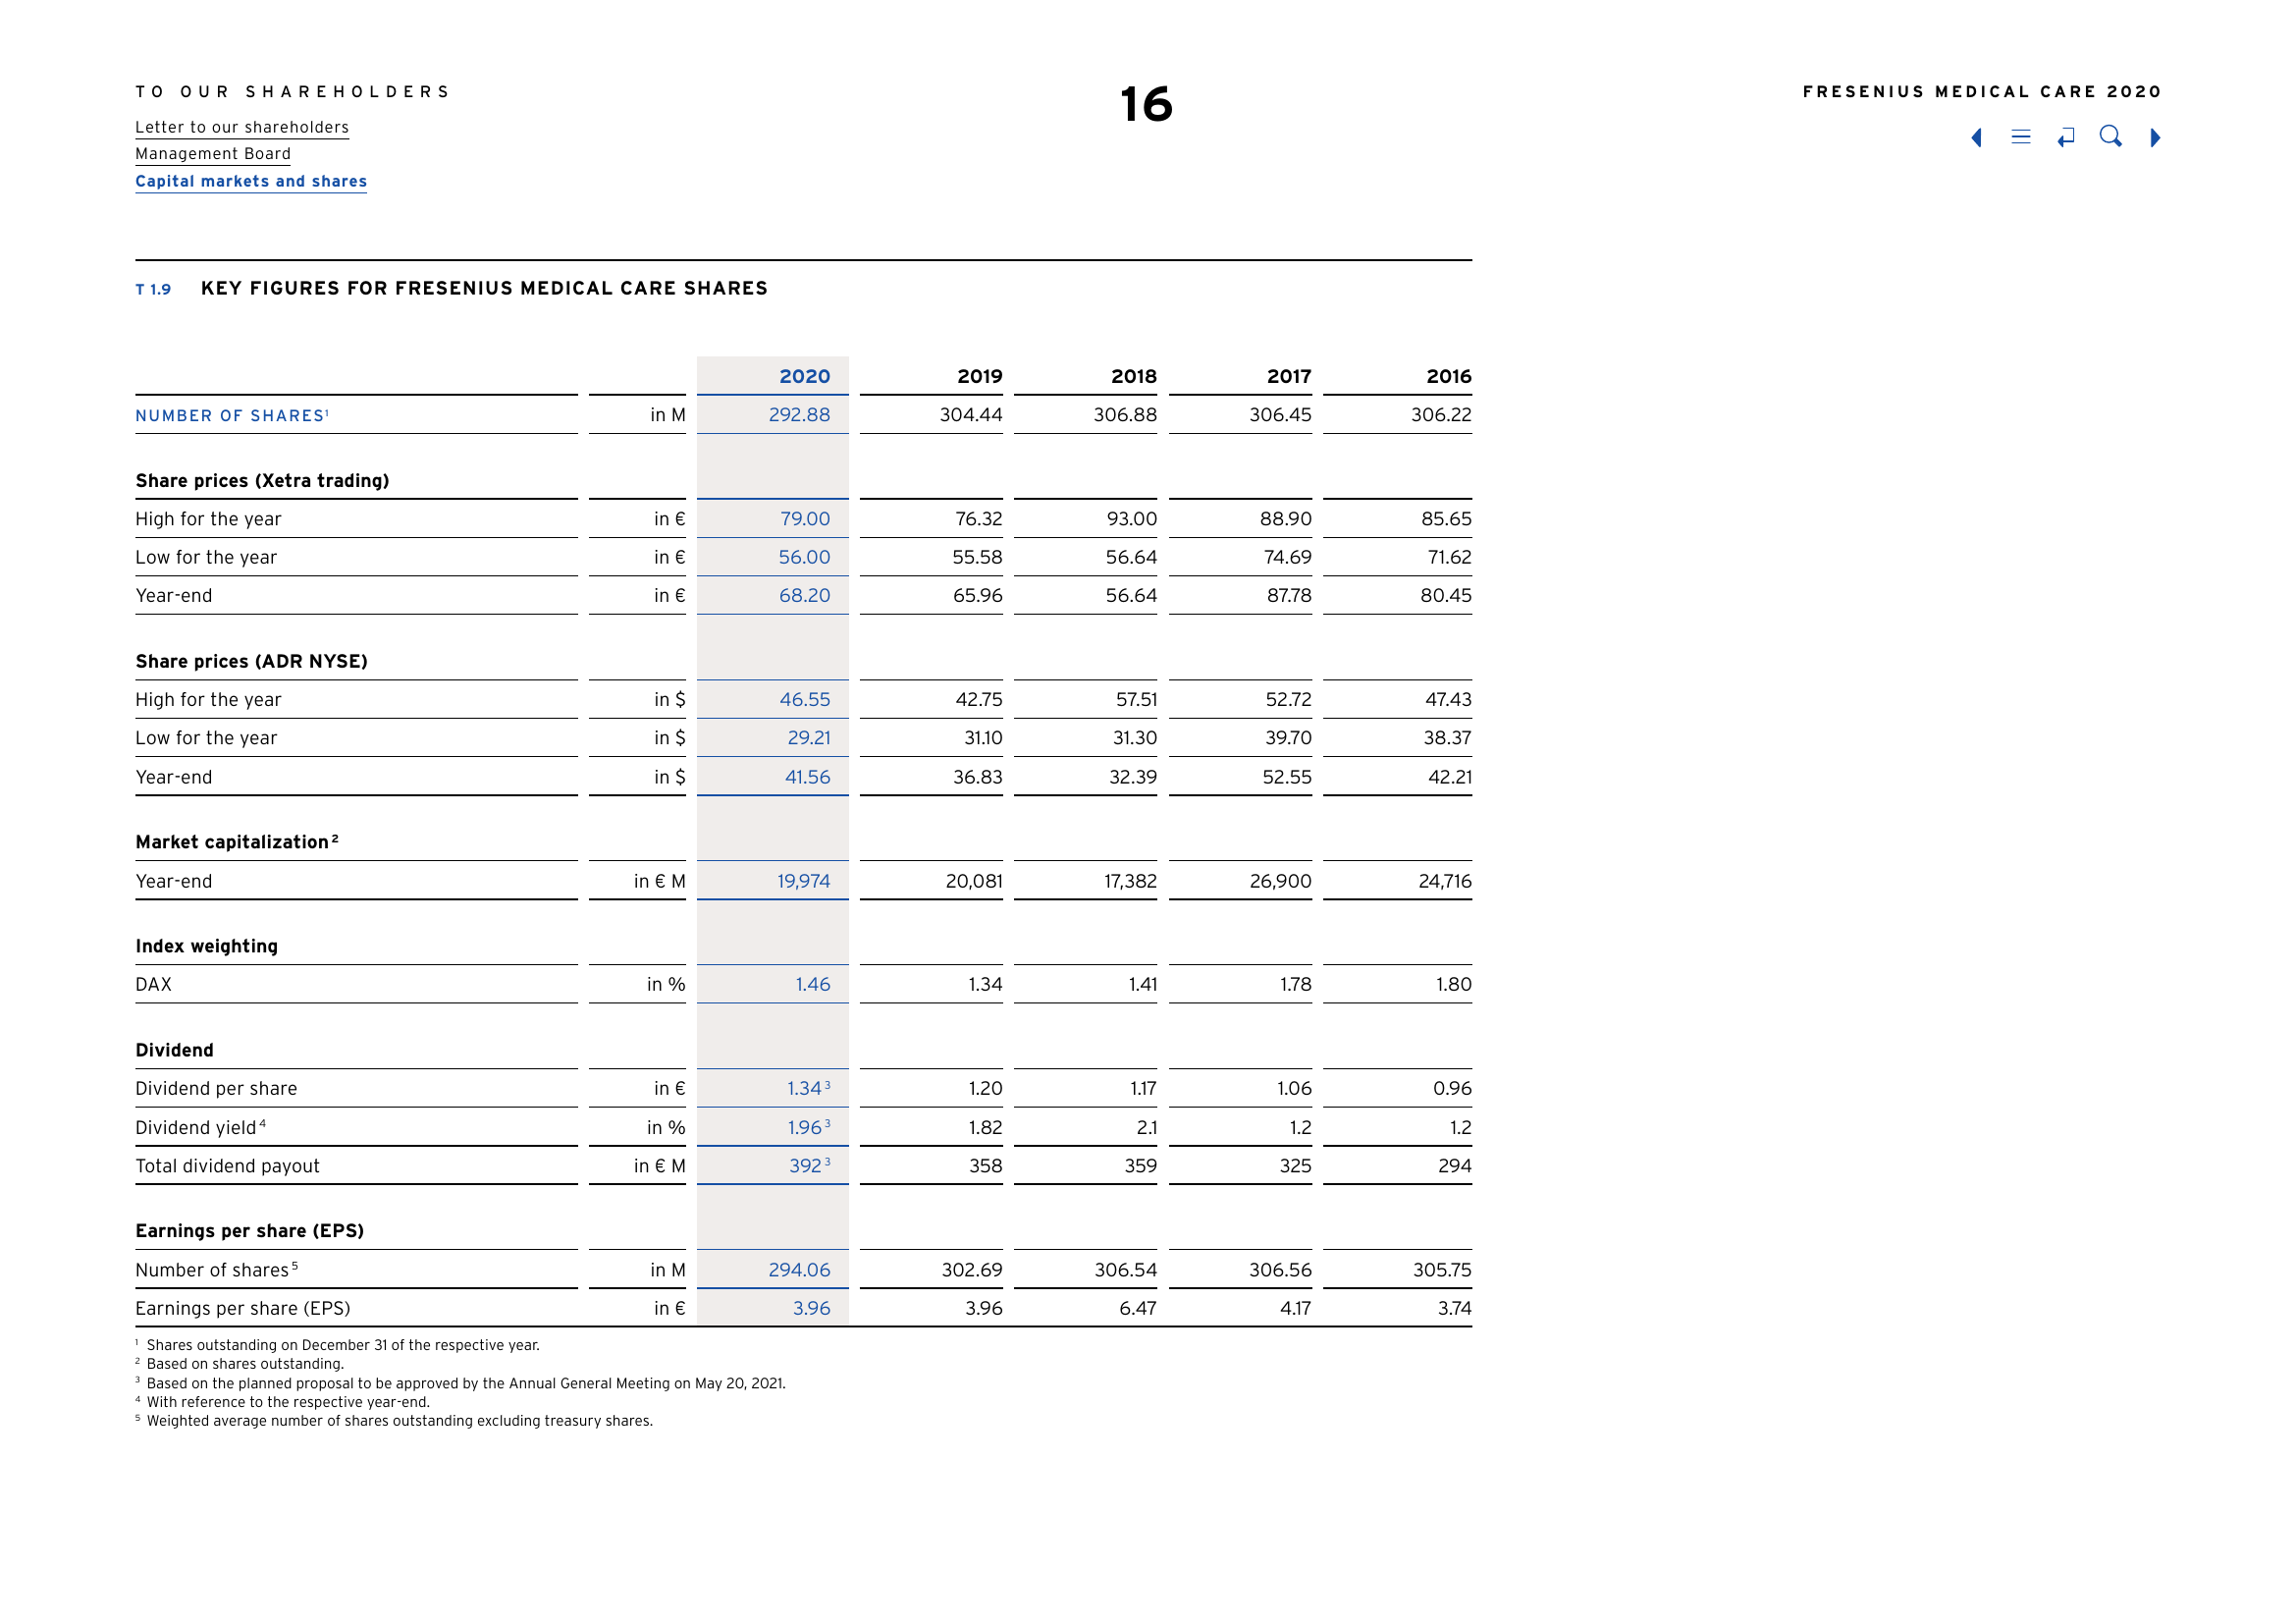 TO OUR SHAREHOLDERS
Letter to our shareholders
Management Board
Capital markets and shares
16
FRESENIUS MEDICAL CARE 2020
T 1.9 KEY FIGURES FOR FRESENIUS MEDICAL CARE SHARES
2020 2019 2018 2017 2016
NUMBER OF SHARES¹ in M 292.88 304.44 306.88 306.45 306.22
Share prices (Xetra trading)
High for the year in € 79.00 76.32 93.00 88.90 85.65
Low for the year in € 56.00 55.58 56.64 74.69 71.62
Year-end in € 68.20 65.96 56.64 87.78 80.45
Share prices (ADR NYSE)
High for the year in $ 46.55 42.75 57.51 52.72 47.43
Low for the year in $ 29.21 31.10 31.30 39.70 38.37
Year-end in $ 41.56 36.83 32.39 52.55 42.21
Market capitalization²
Year-end in € M 19,974 20,081 17,382 26,900 24,716
Index weighting
DAX in % 1.46 1.34 1.41 1.78 1.80
Dividend
Dividend per share in € 1.34³ 1.20 1.17 1.06 0.96
Dividend yield⁴ in % 1.96³ 1.82 2.1 1.2 1.2
Total dividend payout in € M 392³ 358 359 325 294
Earnings per share (EPS)
Number of shares⁵ in M 294.06 302.69 306.54 306.56 305.75
Earnings per share (EPS) in € 3.96 3.96 6.47 4.17 3.74
¹ Shares outstanding on December 31 of the respective year.
² Based on shares outstanding.
³ Based on the planned proposal to be approved by the Annual General Meeting on May 20, 2021.
⁴ With reference to the respective year-end.
⁵ Weighted average number of shares outstanding excluding treasury shares.